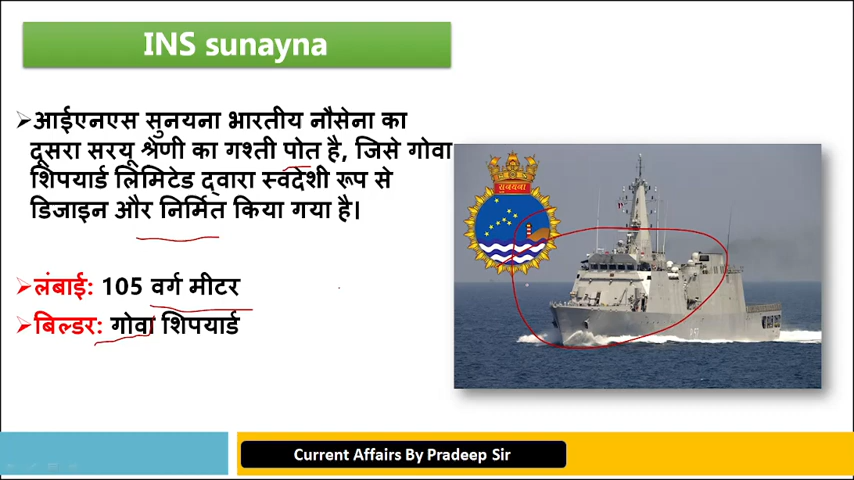 INS sunayna
आईएनएस सुनयना भारतीय नौसेना का
दूसरा सरयू श्रेणी का गश्ती पोत है, जिसे गोवा
शिपयार्ड लिमिटेड द्वारा स्वदेशी रूप से
डिजाइन और निर्मित किया गया है।
सुनयना
लंबाई: 105 वर्ग मीटर
बिल्डर: गोवा शिपयार्ड
P 57
Current Affairs By Pradeep Sir